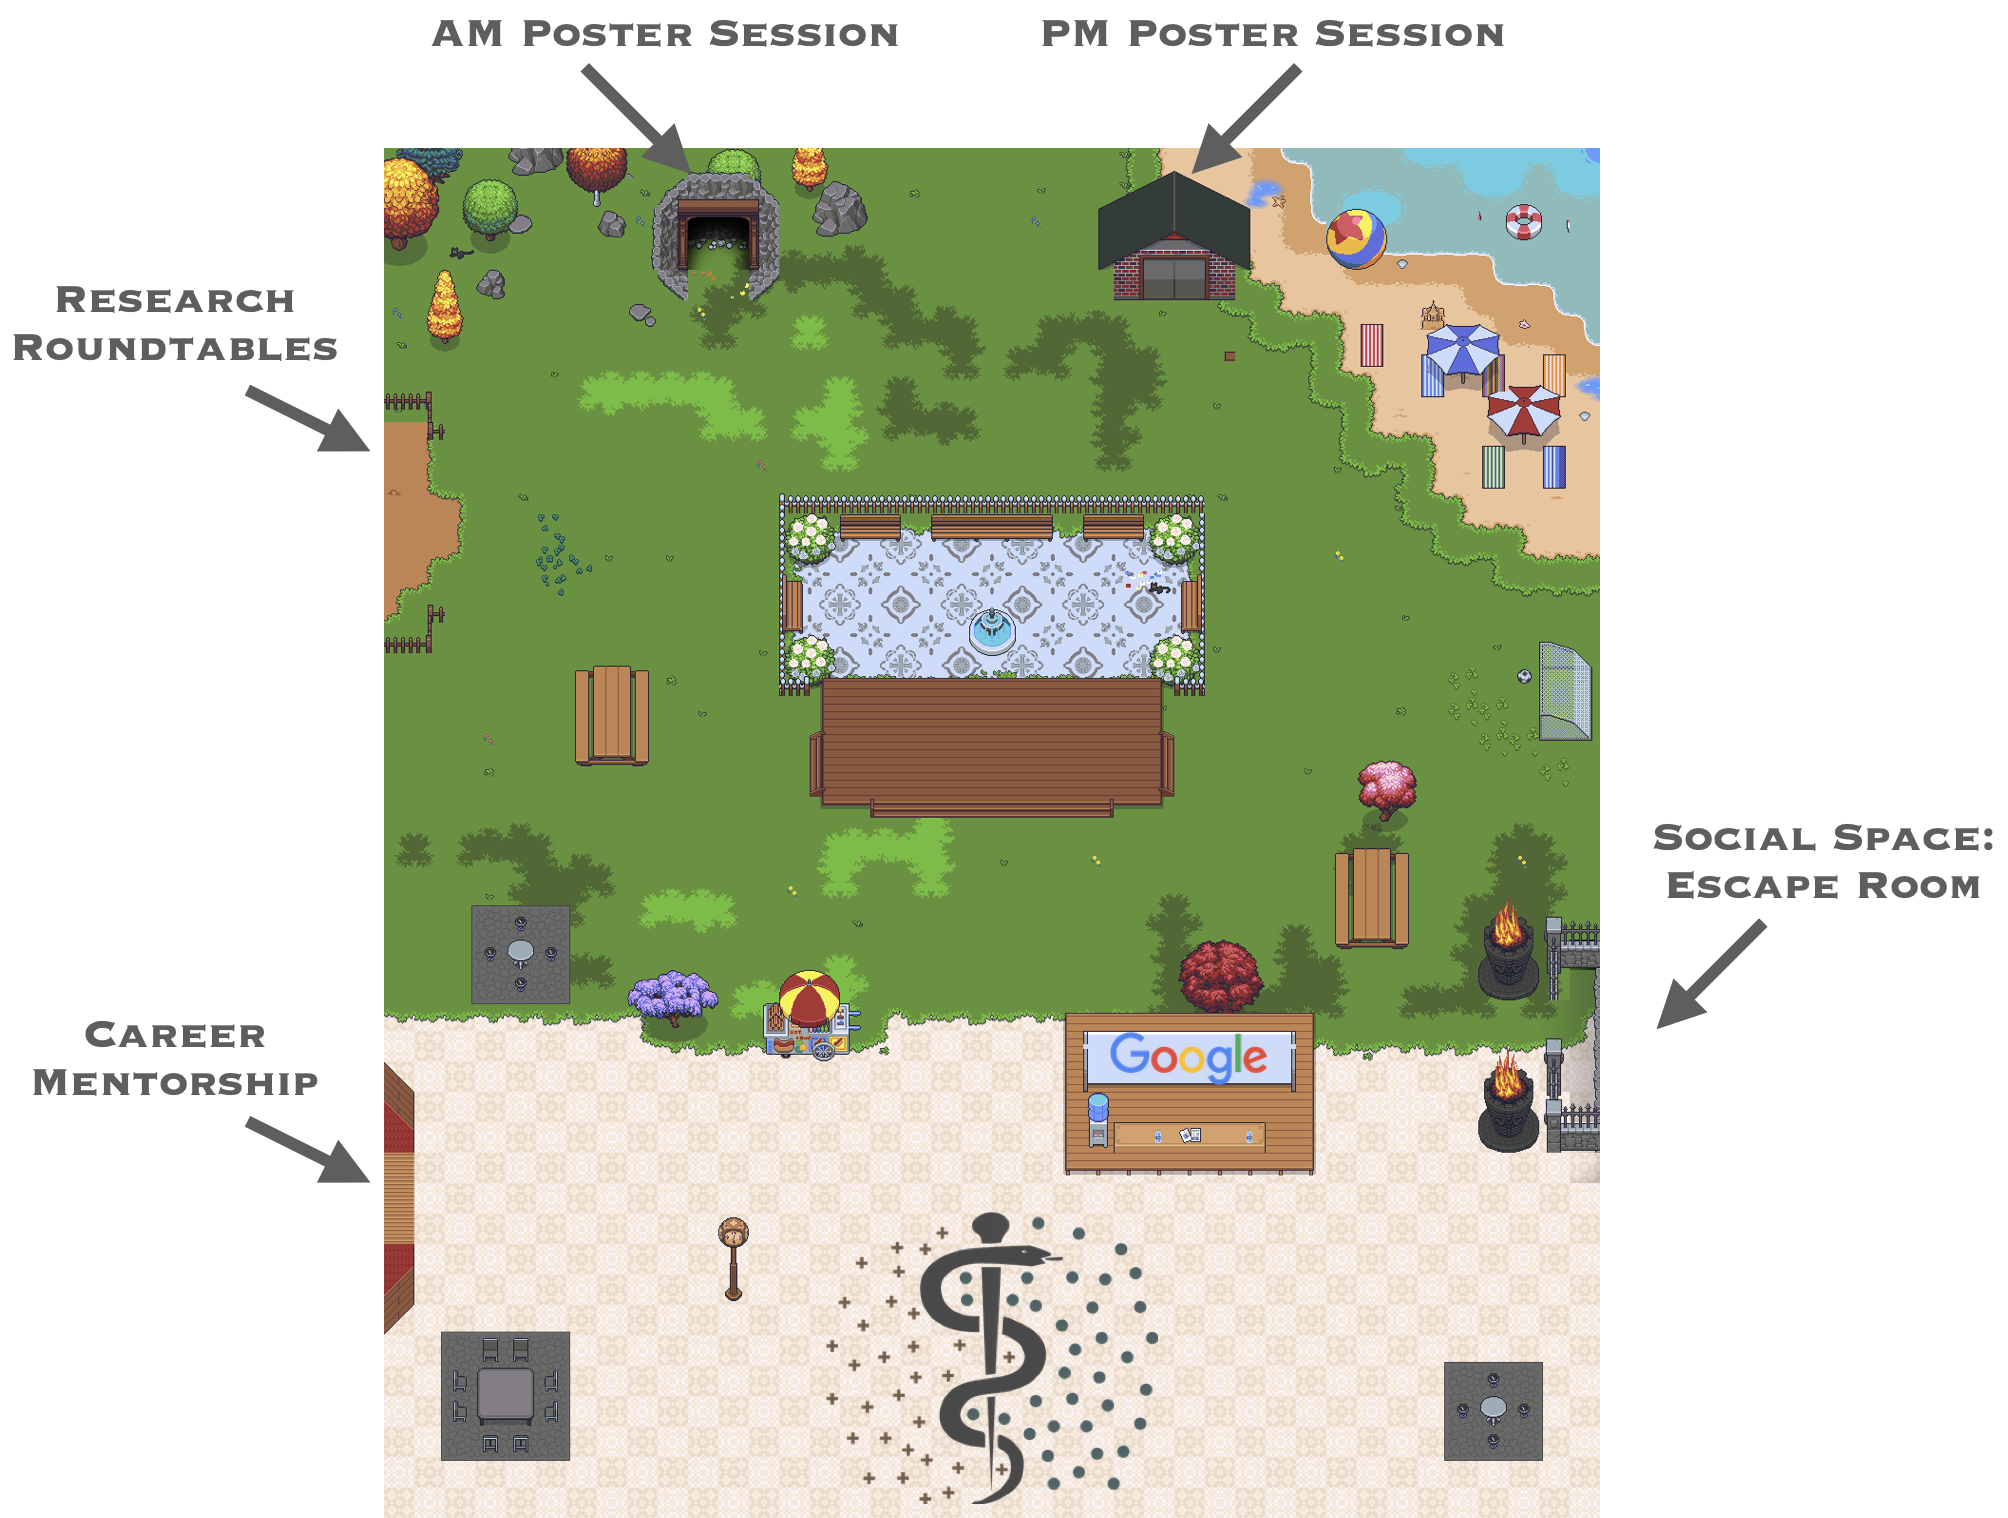 AM Poster Session
PM Poster Session
Research
Roundtables
Social Space:
Escape Room
Career
Mentorship
Google